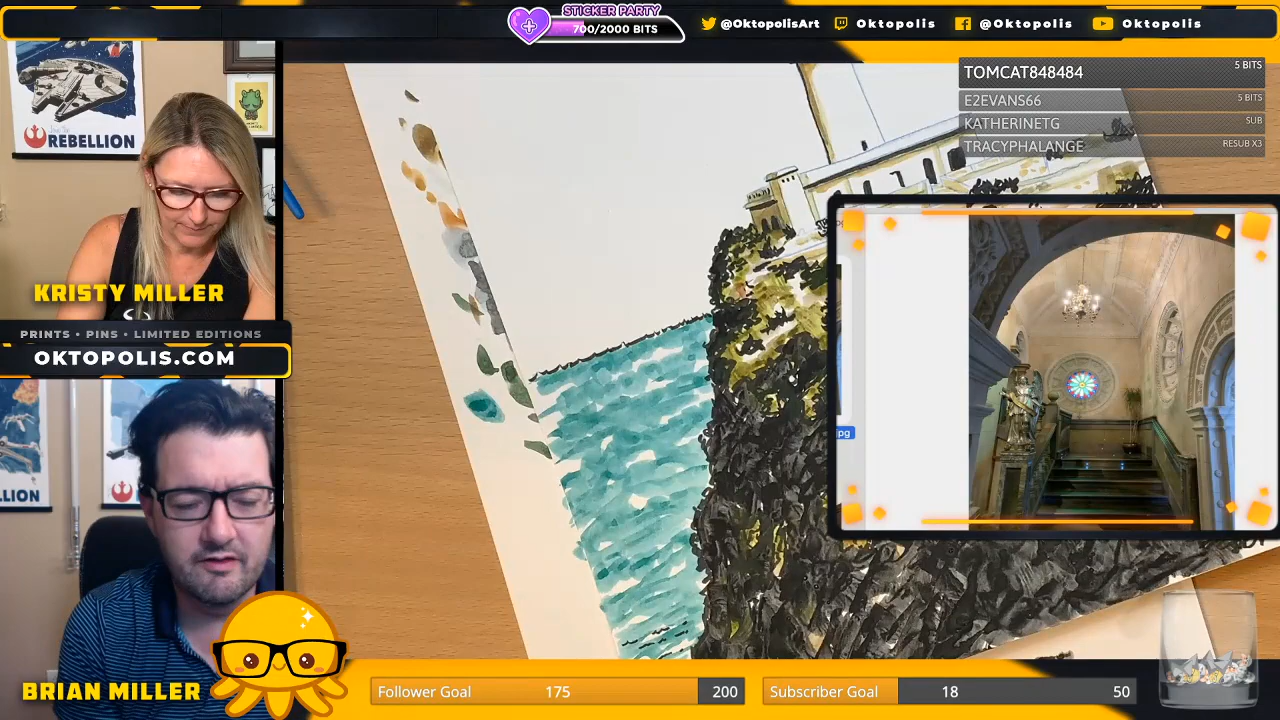 STICKER PARTY
700/2000 BITS
@OktopolisArt
Oktopolis
@Oktopolis
Oktopolis
REBELLION
TOMCAT848484 5 BITS
E2EVANS66 5 BITS
KATHERINETG SUB
TRACYPHALANGE RESUB X3
KRISTY MILLER
PRINTS • PINS • LIMITED EDITIONS
OKTOPOLIS.COM
jpg
LLION
BRIAN MILLER
Follower Goal 175 200
Subscriber Goal 18 50